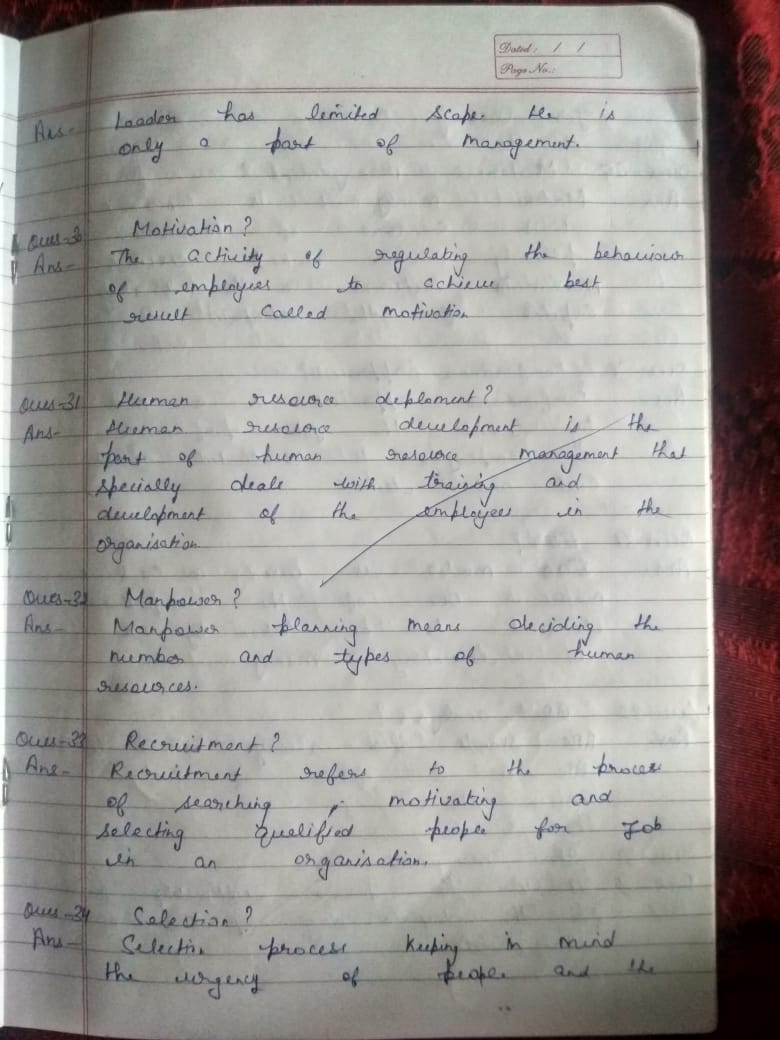 Dated: / /
Page No.:
Ans- Leader has limited scope. He is
only a part of management.
Ques-30 Motivation?
Ans- The activity of regulating the behaviour
of employees to achieve best
result called motivation
Ques-31 Human resource deploment?
Ans- Human resource development is the
part of human resource management that
specially deals with training and
development of the employees in the
organisation.
Ques-32 Manpower?
Ans- Manpower planning means deciding the
number and types of human
resources.
Ques-33 Recruitment?
Ans- Recruitment refers to the process
of searching, motivating and
selecting qualified people for Job
in an organisation.
Ques-34 Selection?
Ans- Selection process keeping in mind
the urgency of people and the